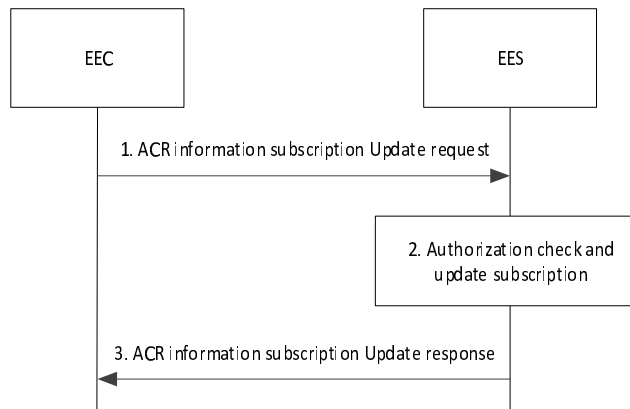 EEC
EES
1. ACR information subscription Update request
2. Authorization check and
update subscription
3. ACR information subscription Update response